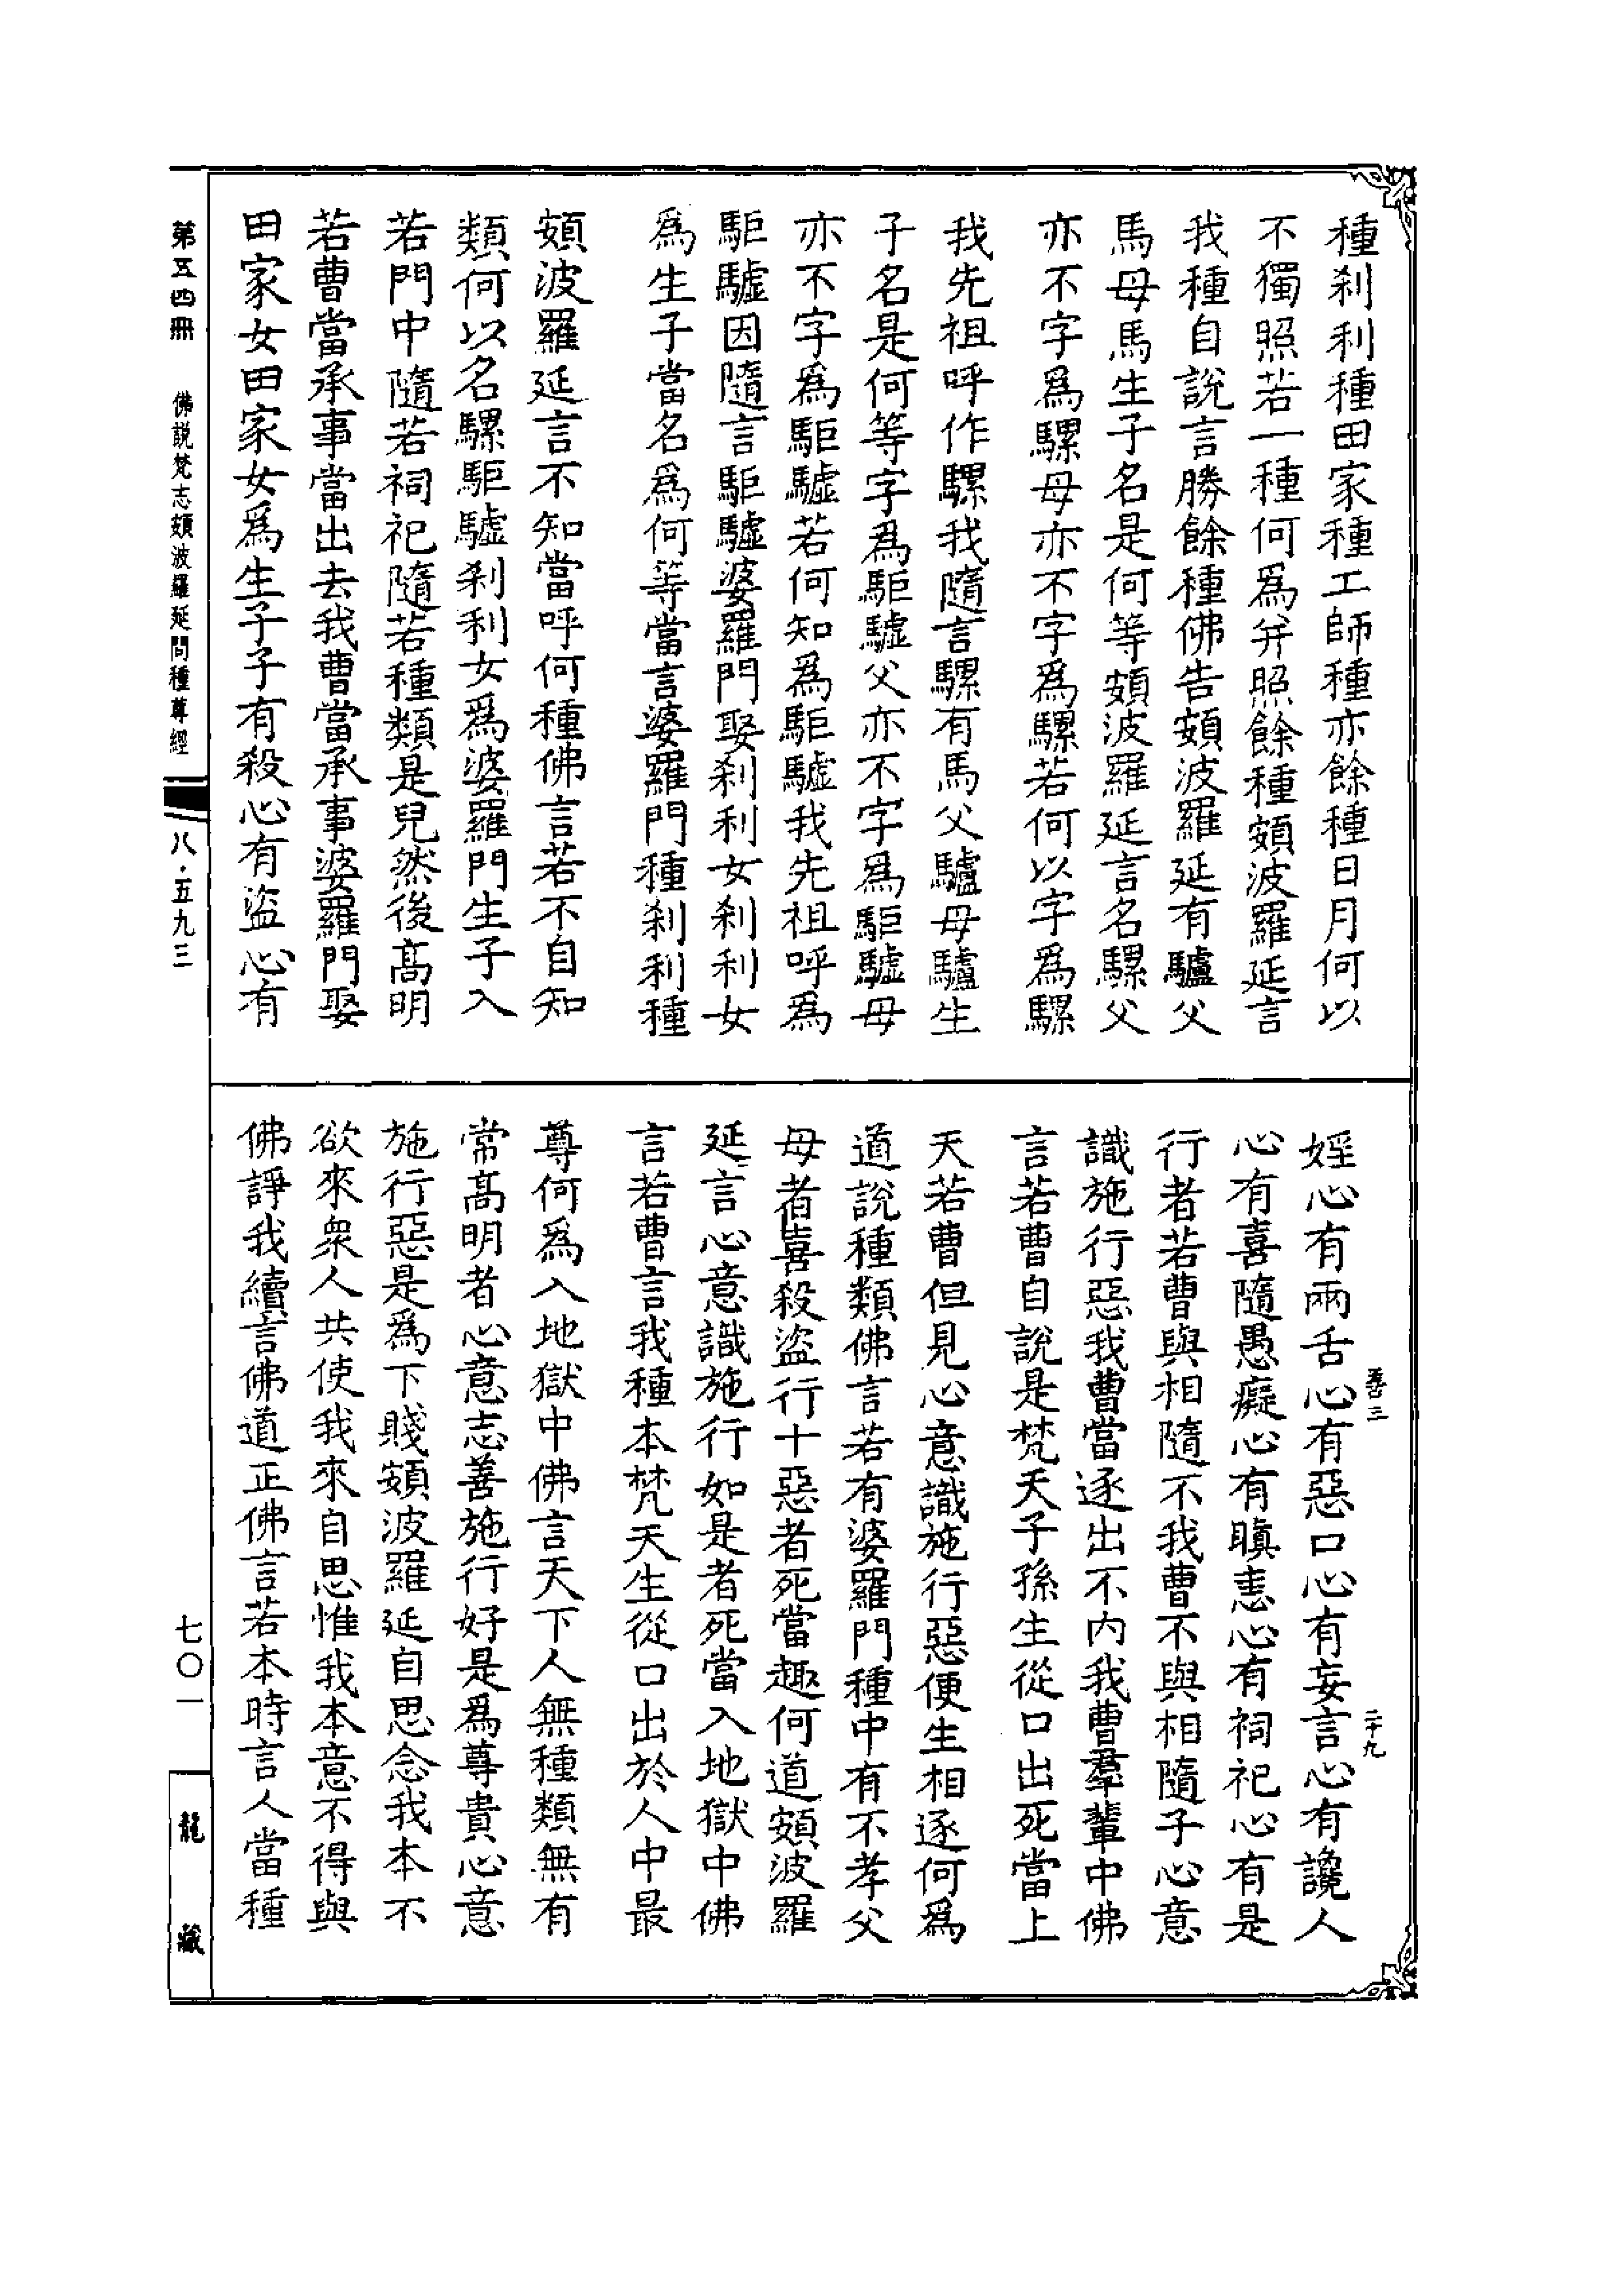 種刹利種田家種工師種亦餘種日月何以
不獨照若一種何爲并照餘種頞波羅延言
我種自說言勝餘種佛告頞波羅延有驢父
馬母馬生子名是何等頞波羅延言名騾父
亦不字爲騾母亦不字爲騾若何以字爲騾
我先祖呼作騾我隨言騾有馬父驢母驢生
子名是何等字爲駏驉父亦不字爲駏驉母
亦不字爲駏驉若何知爲駏驉我先祖呼爲
駏驉因隨言駏驉婆羅門娶刹利女刹利女
爲生子當名爲何等當言婆羅門種刹利種
頞波羅延言不知當呼何種佛言若不自知
類何以名騾駏驉刹利女爲婆羅門生子入
若門中隨若祠祀隨若種類是兒然後髙明
若曹當承事當出去我曹當承事婆羅門娶
田家女田家女爲生子子有殺心有盜心有
婬心有兩舌心有惡口心有妄言心有讒人
心有喜隨愚癡心有瞋恚心有祠祀心有是
行者若曹與相隨不我曹不與相隨子心意
識施行惡我曹當逐出不内我曹羣輩中佛
言若曹自說是梵天子孫生從口出死當上
天若曹但見心意識施行惡便生相逐何爲
道說種類佛言若有婆羅門種中有不孝父
母者喜殺盜行十惡者死當趣何道頞波羅
延言心意識施行如是者死當入地獄中佛
言若曹言我種本梵天生從口出於人中最
尊何爲入地獄中佛言天下人無種類無有
常髙明者心意志善施行好是爲尊貴心意
施行惡是爲下賤頞波羅延自思念我本不
欲來衆人共使我來自思惟我本意不得與
佛諍我續言佛道正佛言若本時言人當種
善三
二十九
第五四冊
佛説梵志頞波羅延問種尊經
八·五九三
七〇一
龍藏